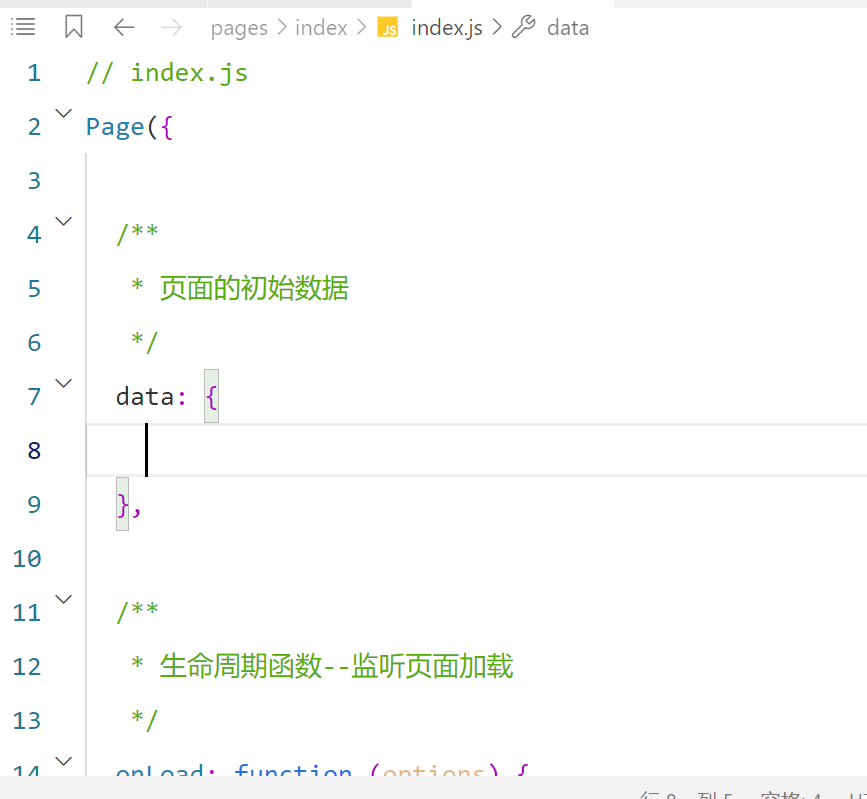 pages > index > JS index.js > data
1 // index.js
2 Page({
3
4 /**
5 * 页面的初始数据
6 */
7 data: {
8
9 },
10
11 /**
12 * 生命周期函数--监听页面加载
13 */
14 onLoad: function (options) {
行 8，列 5 空格: 4